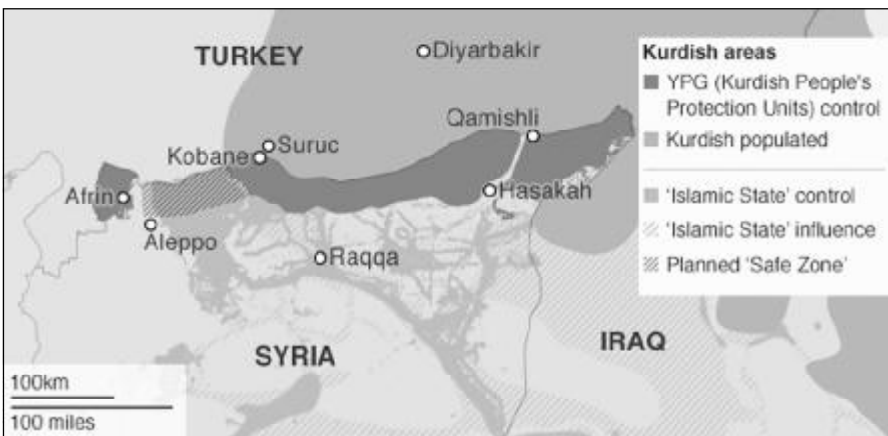 TURKEY
Diyarbakir
Qamishli
Suruc
Kobane
Afrin
Hasakah
Aleppo
Raqqa
SYRIA
IRAQ
100km
100 miles
Kurdish areas
YPG (Kurdish People's
Protection Units) control
Kurdish populated
'Islamic State' control
'Islamic State' influence
Planned 'Safe Zone'